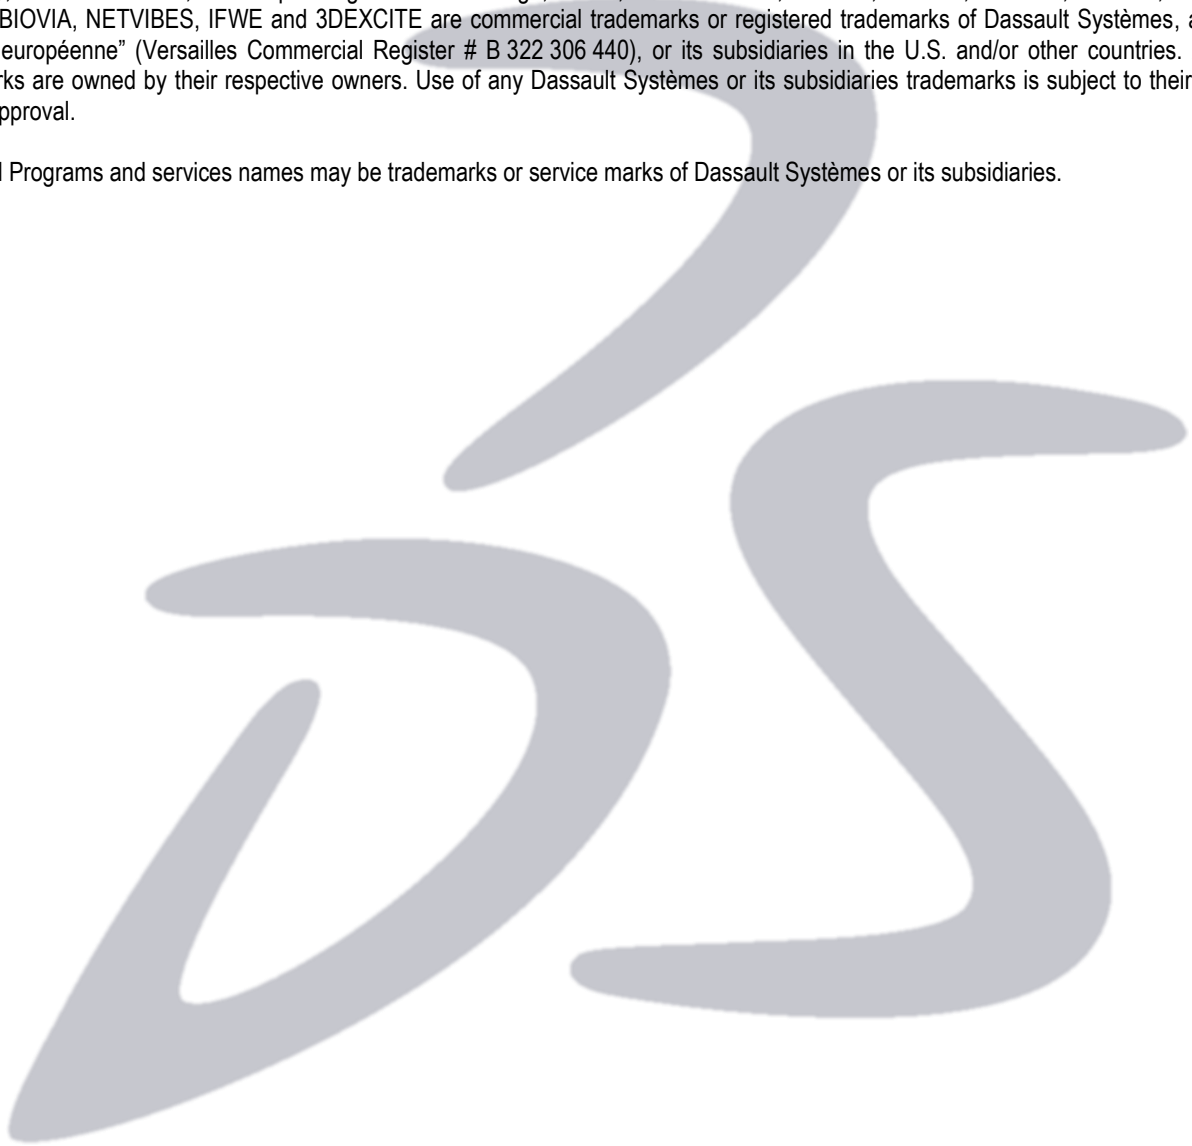 BIOVIA, NETVIBES, IFWE and 3DEXCITE are commercial trademarks or registered trademarks of Dassault Systèmes, a
européenne” (Versailles Commercial Register # B 322 306 440), or its subsidiaries in the U.S. and/or other countries.
rks are owned by their respective owners. Use of any Dassault Systèmes or its subsidiaries trademarks is subject to their
pproval.
l Programs and services names may be trademarks or service marks of Dassault Systèmes or its subsidiaries.